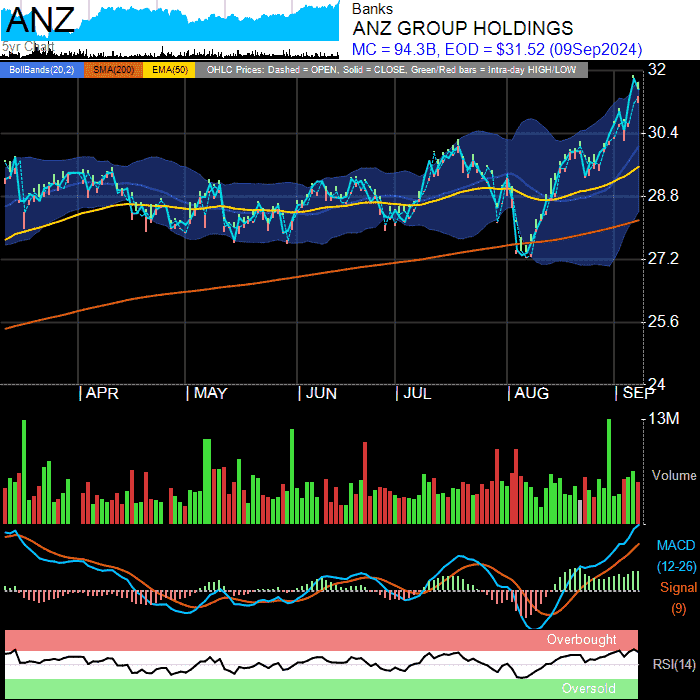 ANZ
5yr Chart
Banks
ANZ GROUP HOLDINGS
MC = 94.3B, EOD = $31.52 (09Sep2024)
BollBands(20,2) SMA(200) EMA(50) OHLC Prices: Dashed = OPEN, Solid = CLOSE, Green/Red bars = Intra-day HIGH/LOW
32
30.4
28.8
27.2
25.6
24
| APR | MAY | JUN | JUL | AUG | SEP
13M
Volume
MACD
(12-26)
Signal
(9)
Overbought
RSI(14)
Oversold